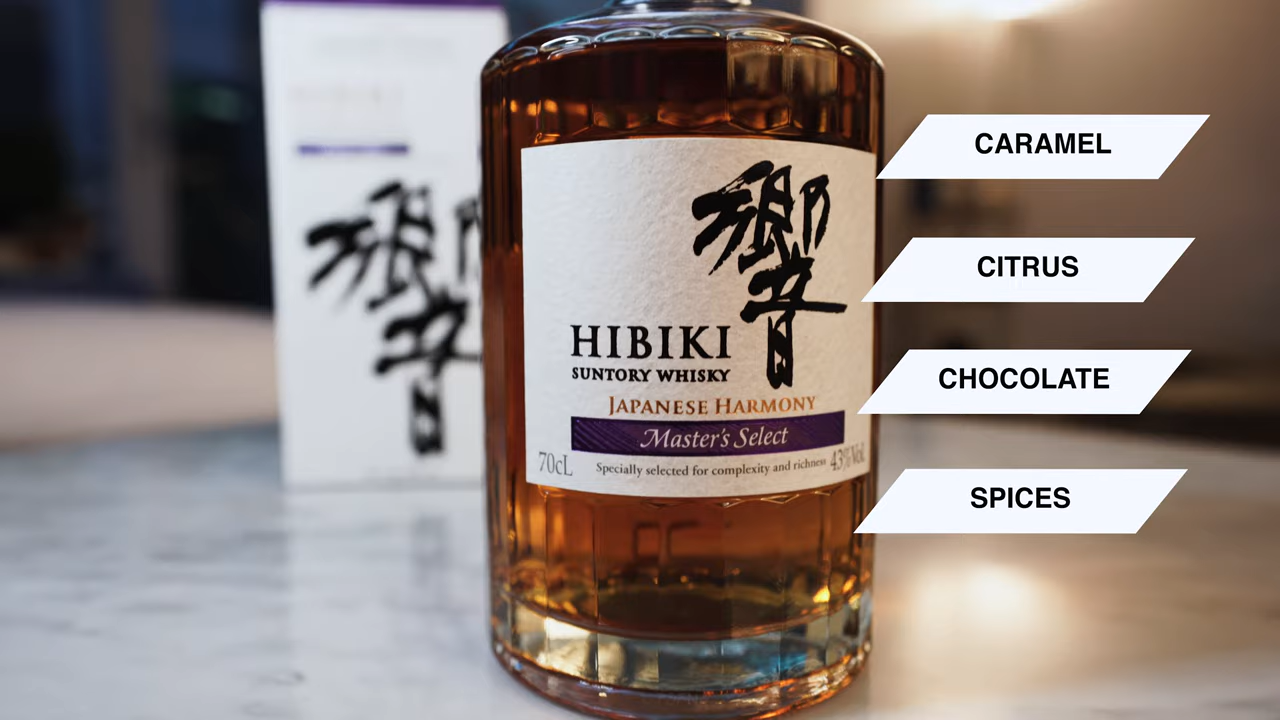 響
響
HIBIKI
SUNTORY WHISKY
JAPANESE HARMONY
Master's Select
70cL Specially selected for complexity and richness 43%Vol.
CARAMEL
CITRUS
CHOCOLATE
SPICES